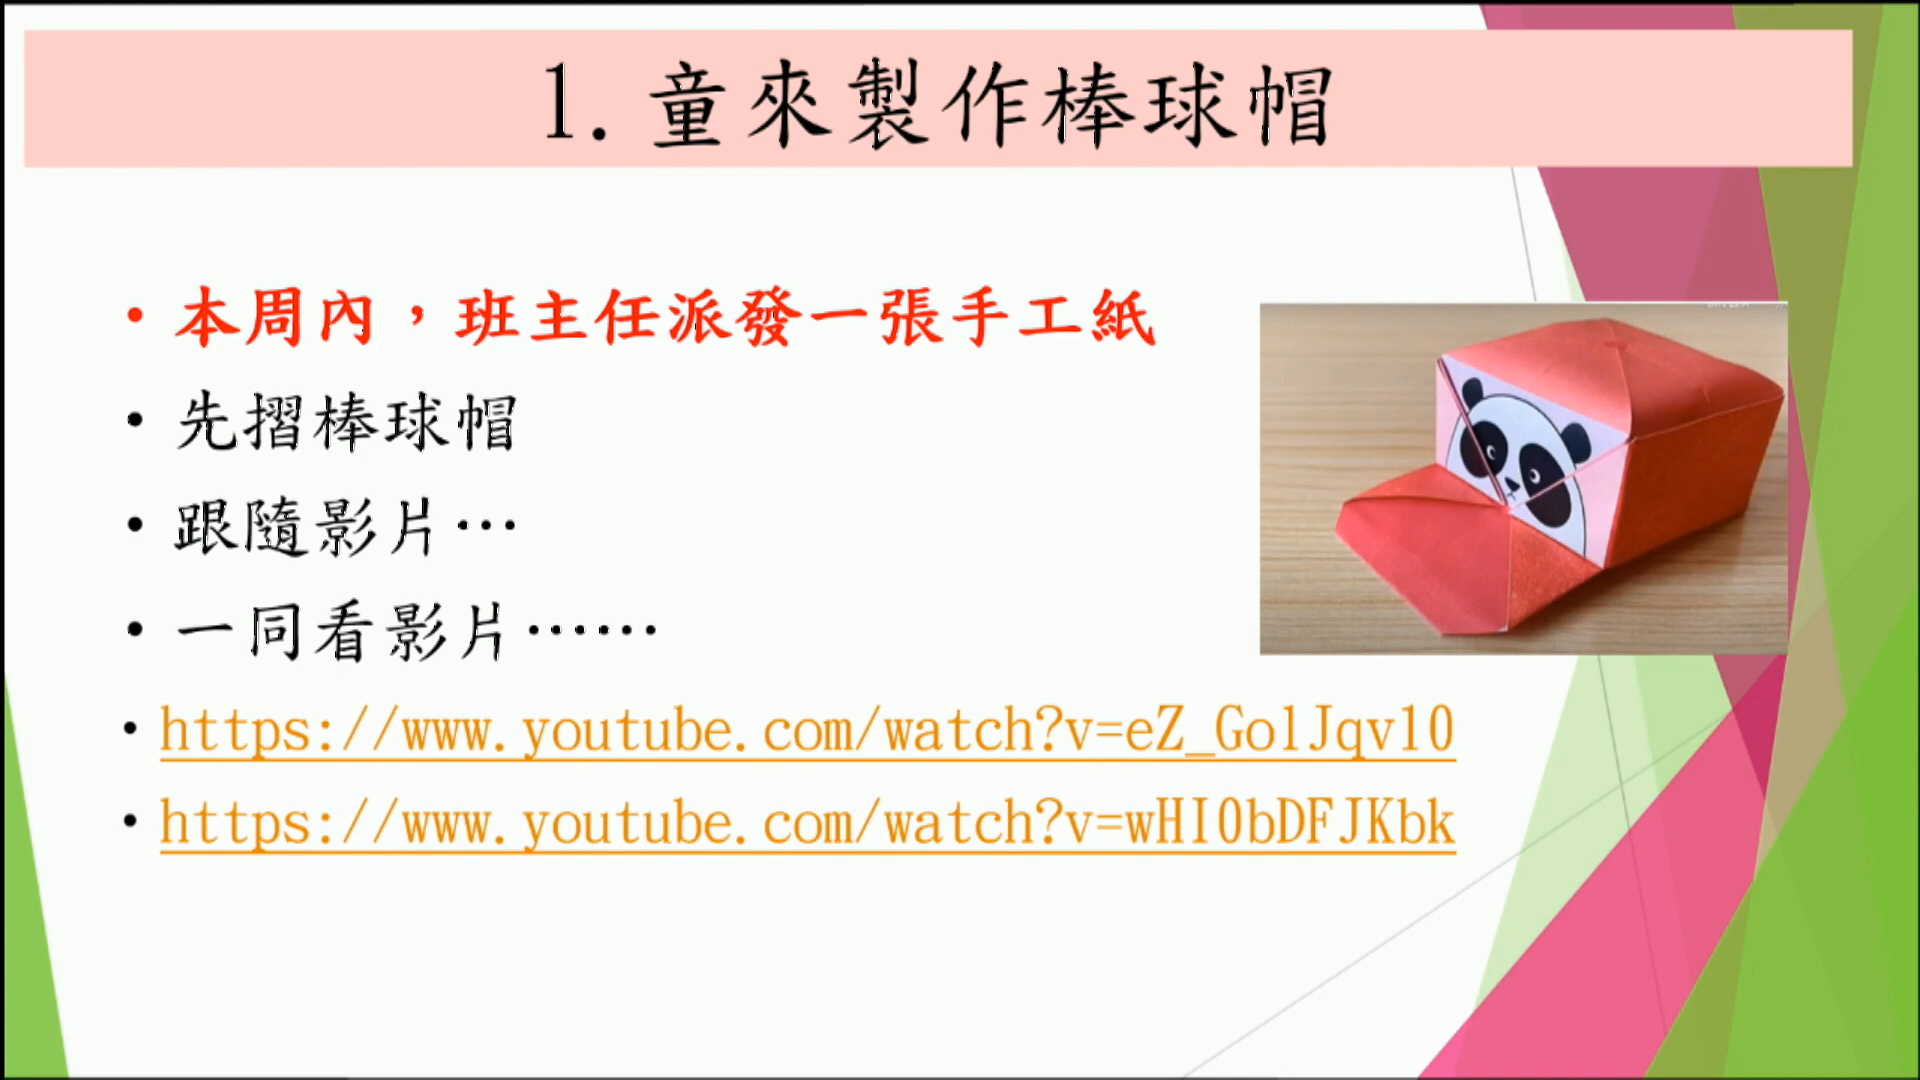 1.童來製作棒球帽
• 本周內，班主任派發一張手工紙
• 先摺棒球帽
• 跟隨影片…
• 一同看影片……
• https://www.youtube.com/watch?v=eZ_GolJqv10
• https://www.youtube.com/watch?v=wHI0bDFJKbk